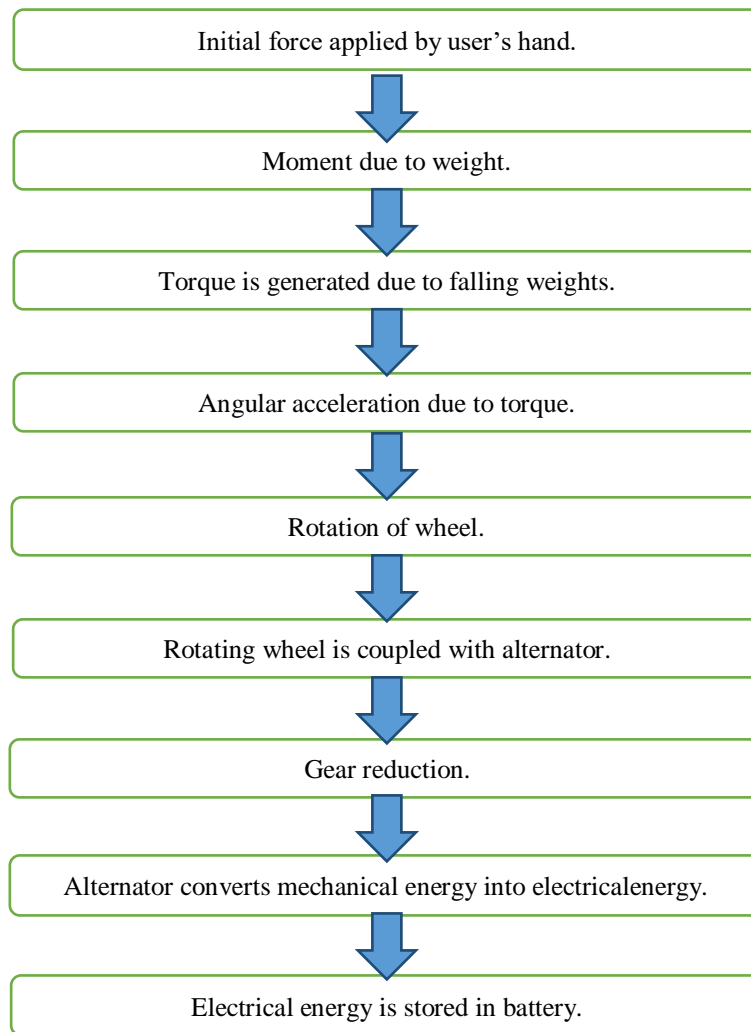 Initial force applied by user’s hand.
Moment due to weight.
Torque is generated due to falling weights.
Angular acceleration due to torque.
Rotation of wheel.
Rotating wheel is coupled with alternator.
Gear reduction.
Alternator converts mechanical energy into electricalenergy.
Electrical energy is stored in battery.